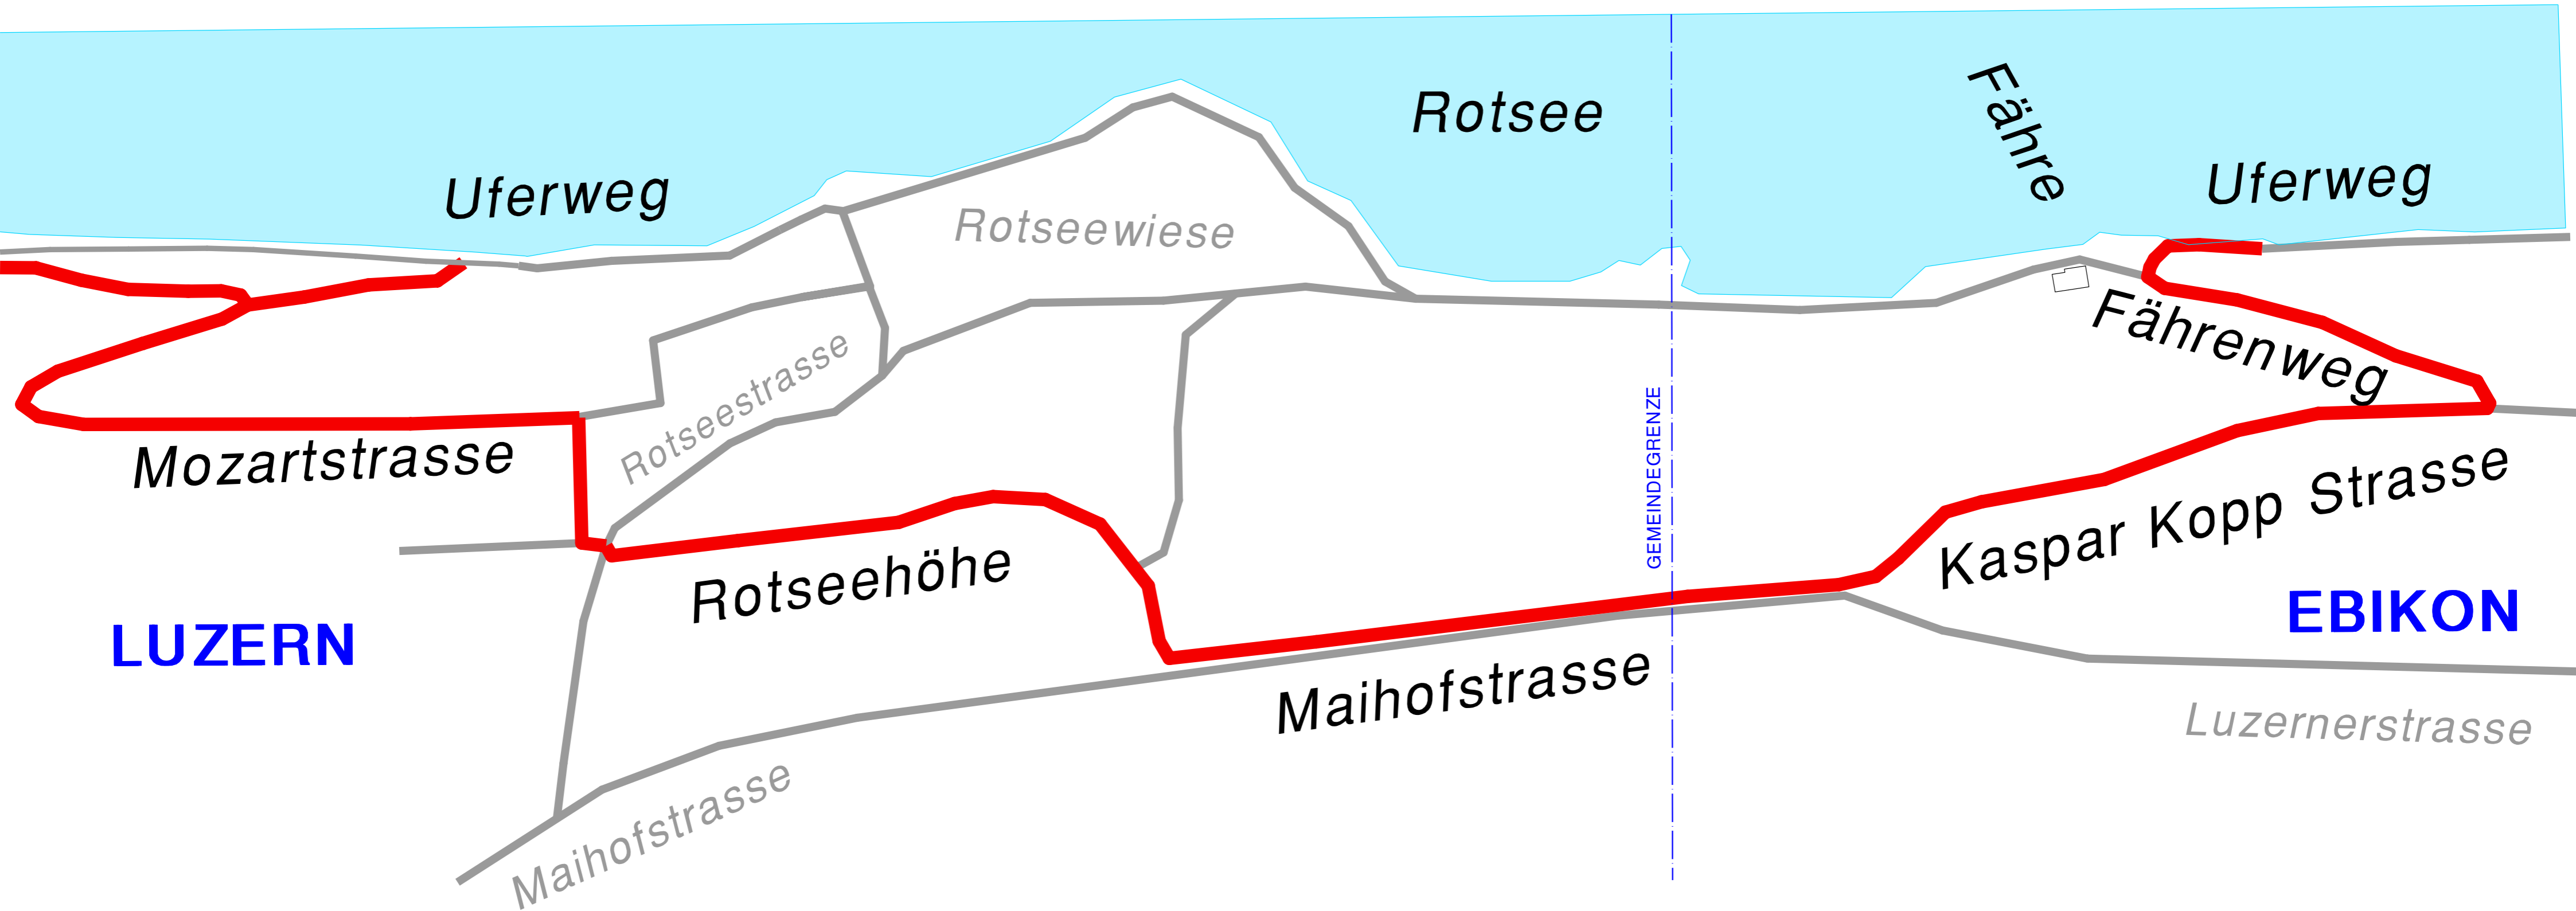 Fähre
Rotsee
Uferweg
Uferweg
Rotseewiese
Fährenweg
Rotseestrasse
Mozartstrasse
GEMEINDEGRENZE
Kaspar Kopp Strasse
Rotseehöhe
LUZERN
EBIKON
Maihofstrasse
Luzernerstrasse
Maihofstrasse